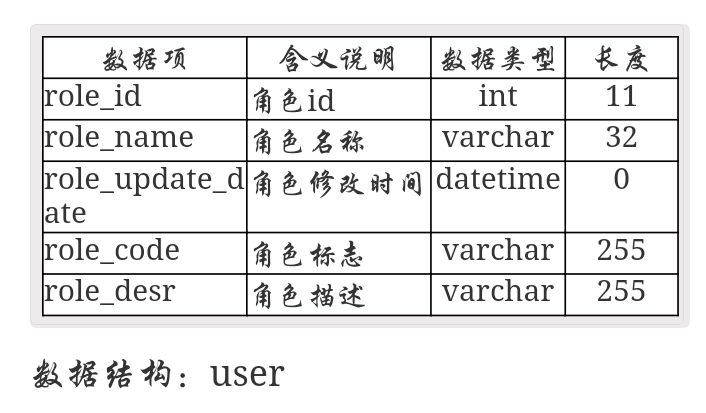 数据项 含义说明 数据类型 长度
role_id 角色id int 11
role_name 角色名称 varchar 32
role_update_d 角色修改时间 datetime 0
ate
role_code 角色标志 varchar 255
role_desr 角色描述 varchar 255
数据结构：user